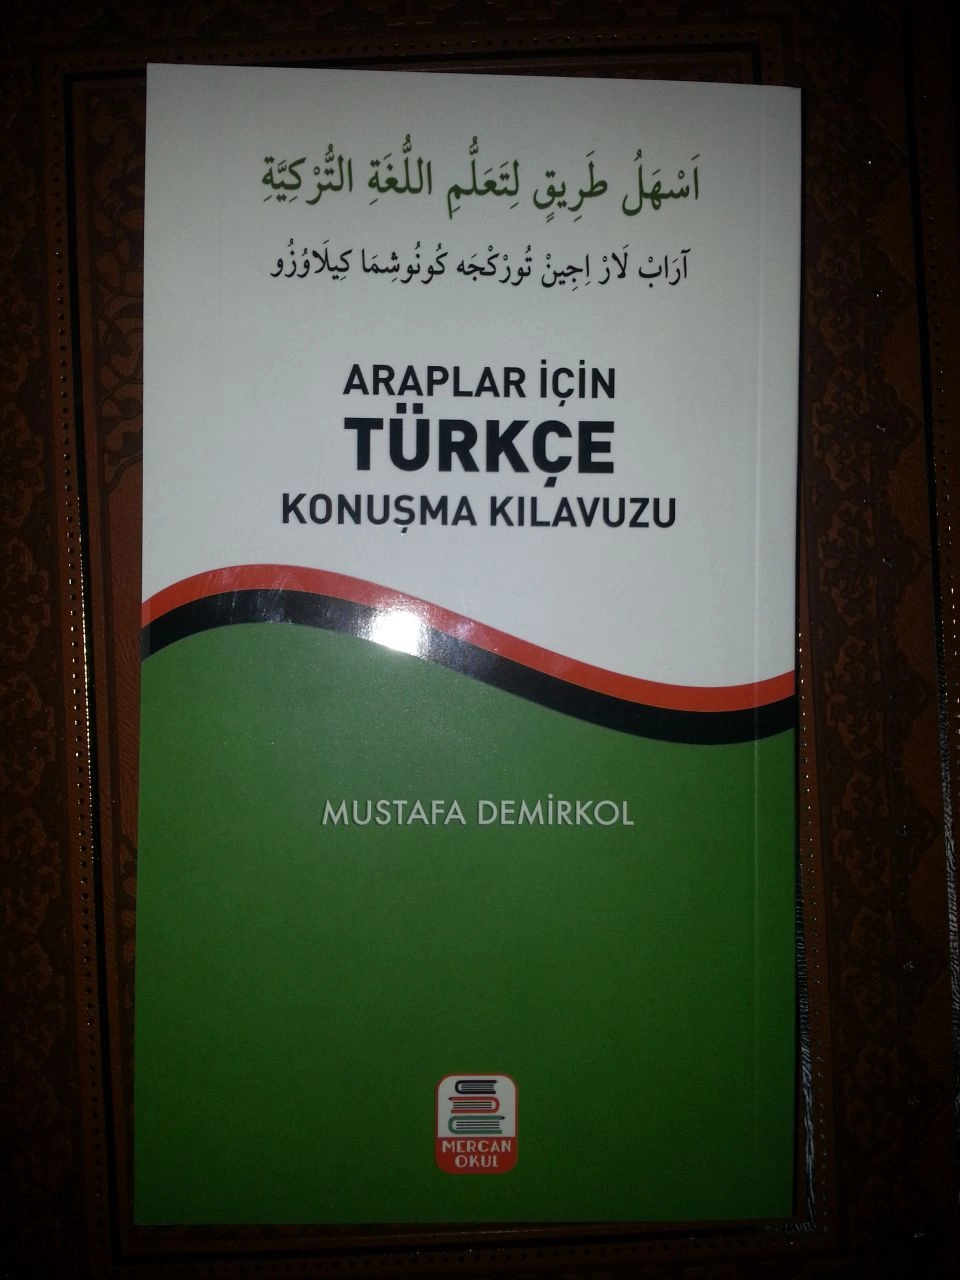 اَسْهَلُ طَرِيقٍ لِتَعَلُّمِ اللُّغَةِ التُّرْكِيَّةِ
آرَابْ لَارْ اِجِينْ تُورْكْجَه كُونُوشِمَا كِيلَاوُزُو
ARAPLAR İÇİN
TÜRKÇE
KONUŞMA KILAVUZU
MUSTAFA DEMİRKOL
MERCAN
OKUL